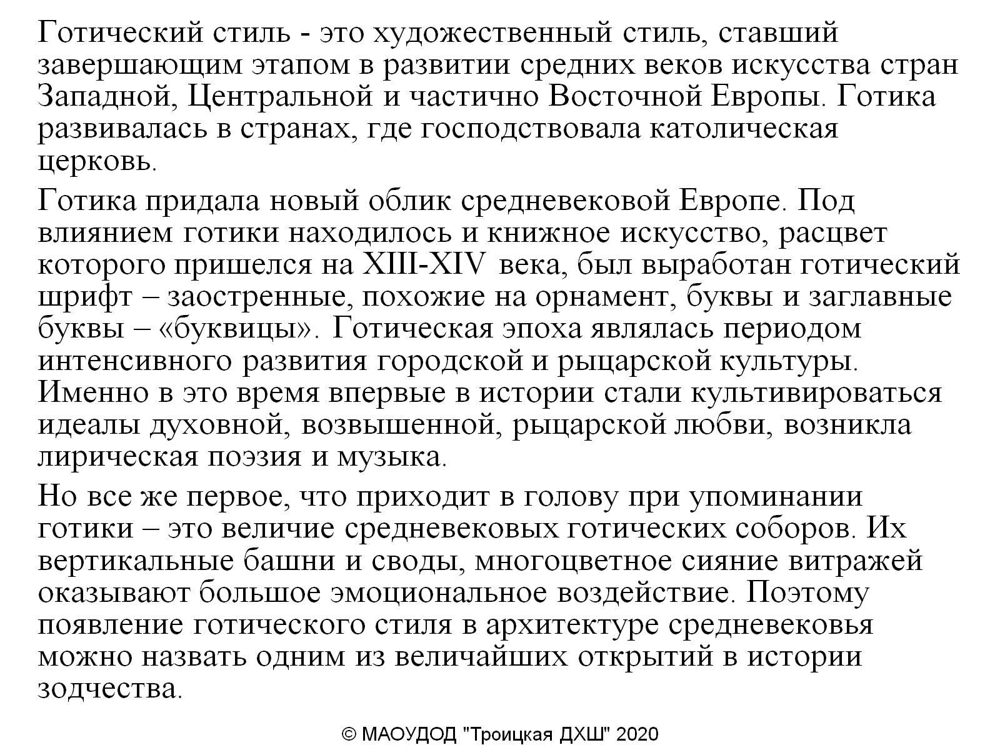 Готический стиль - это художественный стиль, ставший
завершающим этапом в развитии средних веков искусства стран
Западной, Центральной и частично Восточной Европы. Готика
развивалась в странах, где господствовала католическая
церковь.
Готика придала новый облик средневековой Европе. Под
влиянием готики находилось и книжное искусство, расцвет
которого пришелся на XIII-XIV века, был выработан готический
шрифт – заостренные, похожие на орнамент, буквы и заглавные
буквы – «буквицы». Готическая эпоха являлась периодом
интенсивного развития городской и рыцарской культуры.
Именно в это время впервые в истории стали культивироваться
идеалы духовной, возвышенной, рыцарской любви, возникла
лирическая поэзия и музыка.
Но все же первое, что приходит в голову при упоминании
готики – это величие средневековых готических соборов. Их
вертикальные башни и своды, многоцветное сияние витражей
оказывают большое эмоциональное воздействие. Поэтому
появление готического стиля в архитектуре средневековья
можно назвать одним из величайших открытий в истории
зодчества.
© МАОУДОД "Троицкая ДХШ" 2020